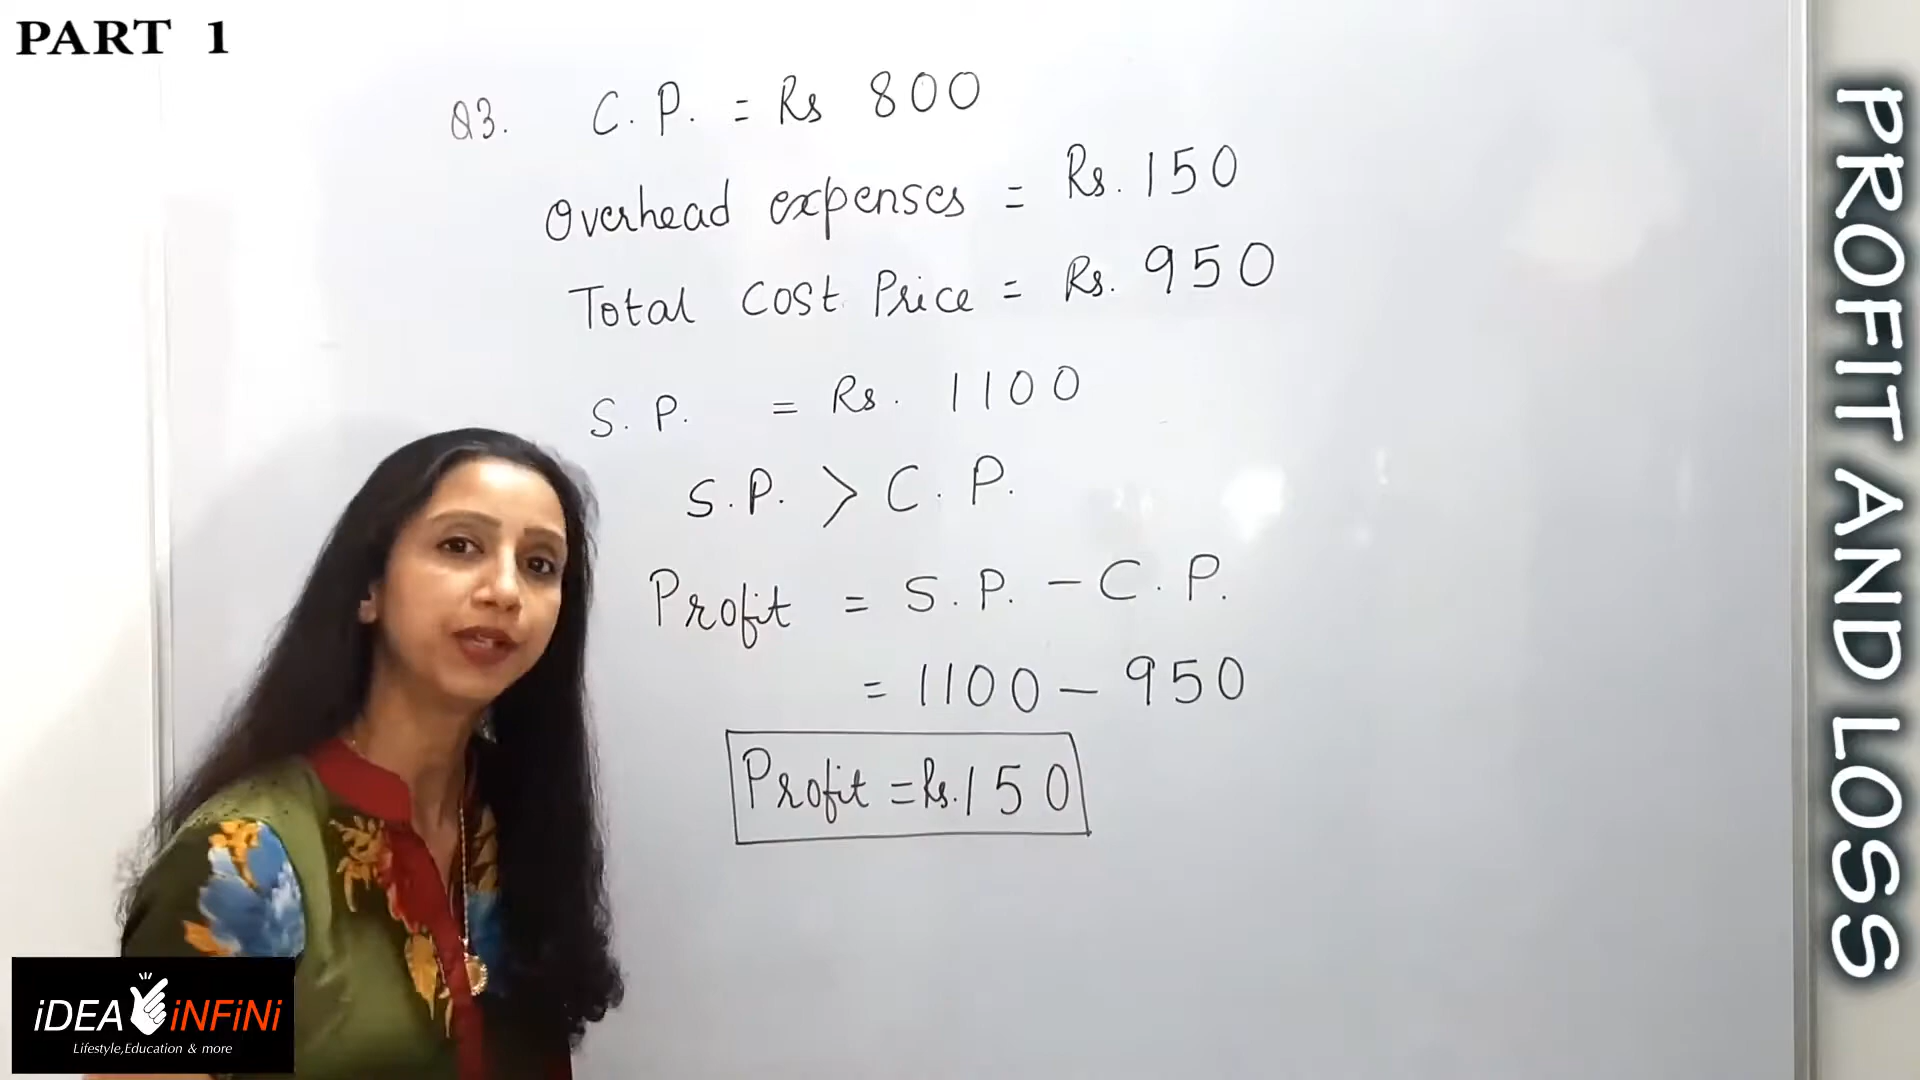 PART 1
Q3. C.P. = Rs 800
Overhead expenses = Rs. 150
Total Cost Price = Rs. 950
S.P. = Rs. 1100
S.P. > C.P.
Profit = S.P. - C.P.
= 1100 - 950
Profit = Rs. 150
PROFIT AND LOSS
iDEA iNFiNi
Lifestyle,Education & more